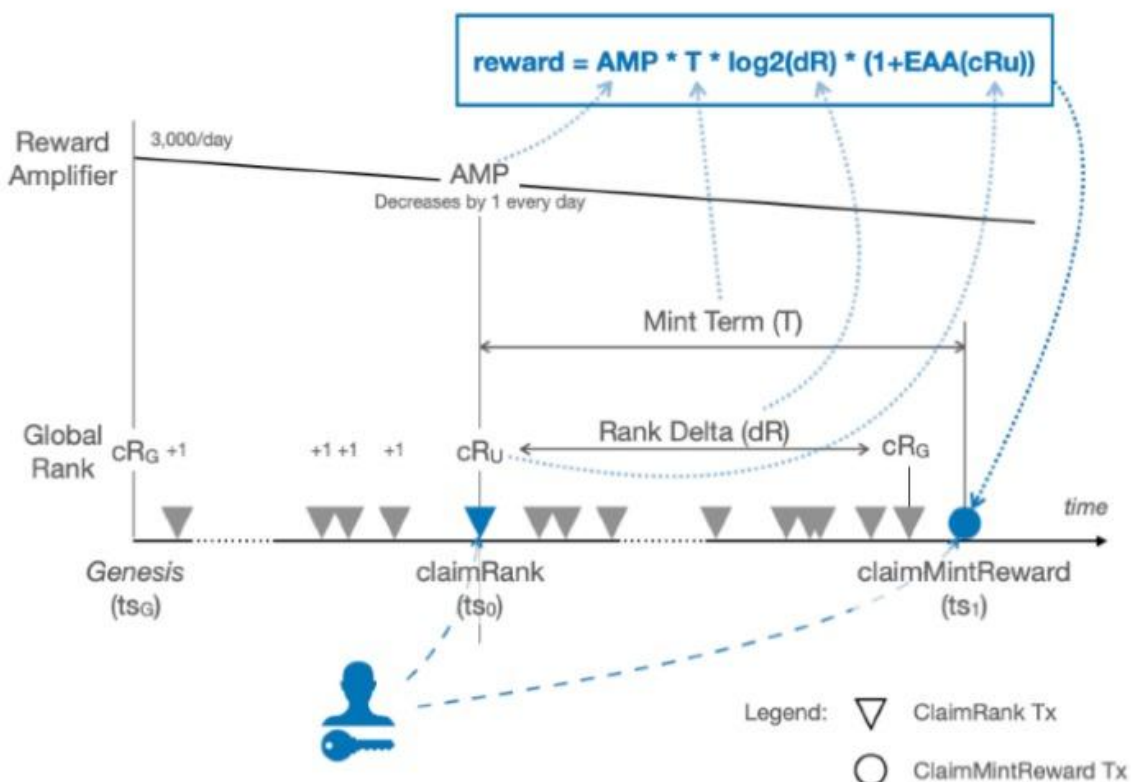 reward = AMP * T * log2(dR) * (1+EAA(cRu))
Reward
Amplifier
3,000/day
AMP
Decreases by 1 every day
Mint Term (T)
Global
Rank
cRG +1
+1 +1
+1
cRU
Rank Delta (dR)
cRG
time
Genesis
(tsG)
claimRank
(ts0)
claimMintReward
(ts1)
Legend:
ClaimRank Tx
ClaimMintReward Tx